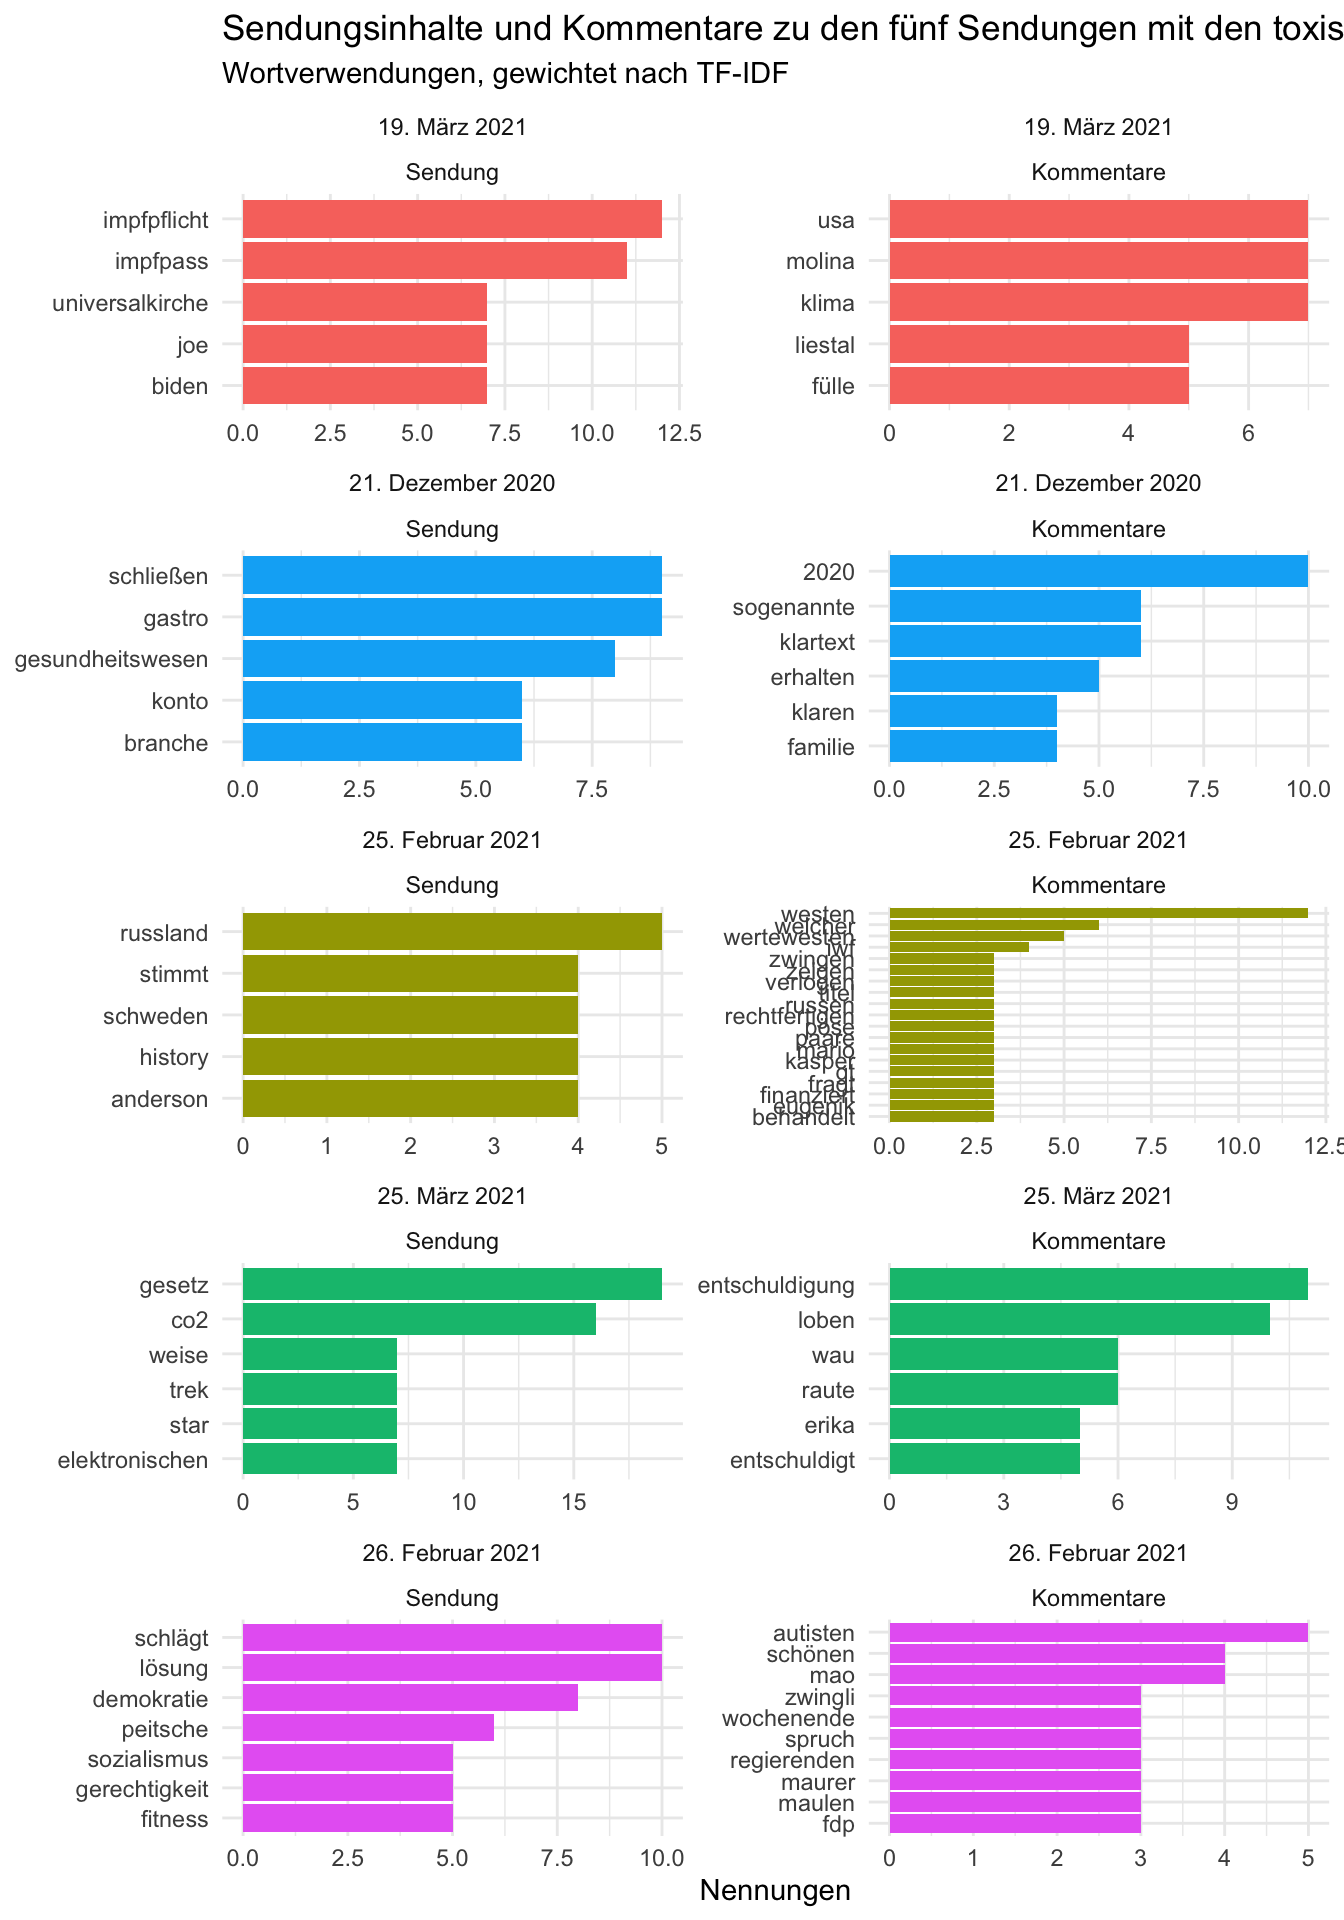 Sendungsinhalte und Kommentare zu den fünf Sendungen mit den toxis
Wortverwendungen, gewichtet nach TF-IDF
19. März 2021
Sendung
impfpflicht
impfpass
universalkirche
joe
biden
0.0 2.5 5.0 7.5 10.0 12.5
19. März 2021
Kommentare
usa
molina
klima
liestal
fülle
0 2 4 6
21. Dezember 2020
Sendung
schließen
gastro
gesundheitswesen
konto
branche
0.0 2.5 5.0 7.5
21. Dezember 2020
Kommentare
2020
sogenannte
klartext
erhalten
klaren
familie
0.0 2.5 5.0 7.5 10.0
25. Februar 2021
Sendung
russland
stimmt
schweden
history
anderson
0 1 2 3 4 5
25. Februar 2021
Kommentare
westen
welcher
wertewesten
iwf
zwingen
zeigen
verlogen
titel
russen
rechtfertigen
böse
paare
mario
kasper
gt
fragt
finanziert
eugenik
behandelt
0.0 2.5 5.0 7.5 10.0 12.5
25. März 2021
Sendung
gesetz
co2
weise
trek
star
elektronischen
0 5 10 15
25. März 2021
Kommentare
entschuldigung
loben
wau
raute
erika
entschuldigt
0 3 6 9
26. Februar 2021
Sendung
schlägt
lösung
demokratie
peitsche
sozialismus
gerechtigkeit
fitness
0.0 2.5 5.0 7.5 10.0
26. Februar 2021
Kommentare
autisten
schönen
mao
zwingli
wochenende
spruch
regierenden
maurer
maulen
fdp
0 1 2 3 4 5
Nennungen